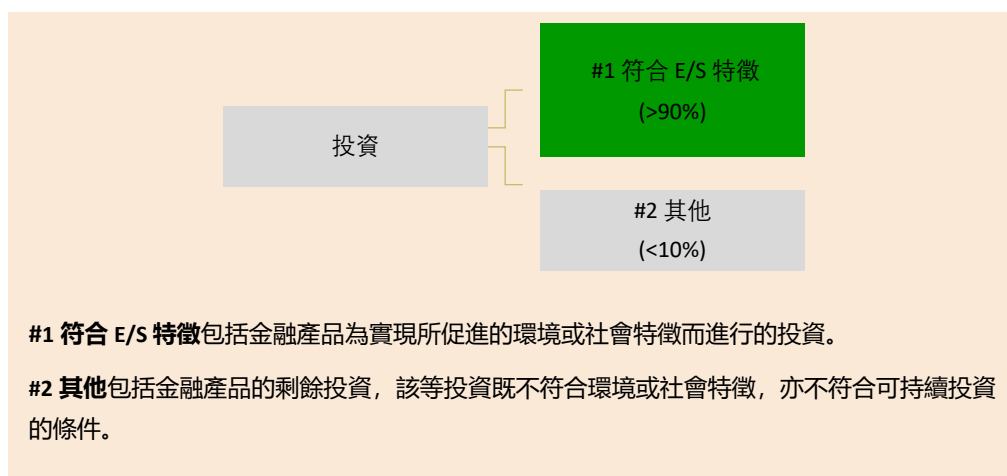 #1 符合 E/S 特徵
(>90%)
投資
#2 其他
(<10%)
#1 符合 E/S 特徵包括金融產品為實現所促進的環境或社會特徵而進行的投資。
#2 其他包括金融產品的剩餘投資，該等投資既不符合環境或社會特徵，亦不符合可持續投資
的條件。